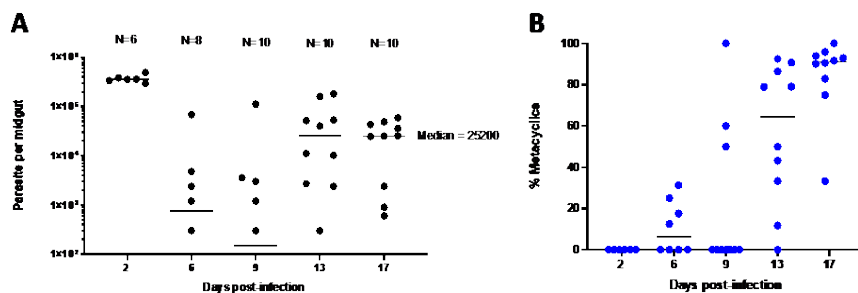 A
N=6 N=8 N=10 N=10 N=10
1×10⁶
1×10⁵
1×10⁴
1×10³
1×10²
Parasite per midgut
Median = 25200
2 6 9 13 17
Days post-infection
B
100
80
60
40
20
0
% Metacyclics
2 6 9 13 17
Days post-infection